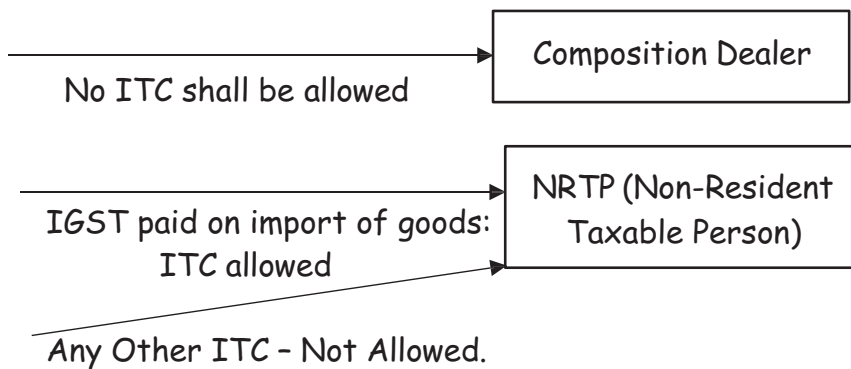 Composition Dealer
No ITC shall be allowed
NRTP (Non-Resident
Taxable Person)
IGST paid on import of goods:
ITC allowed
Any Other ITC – Not Allowed.